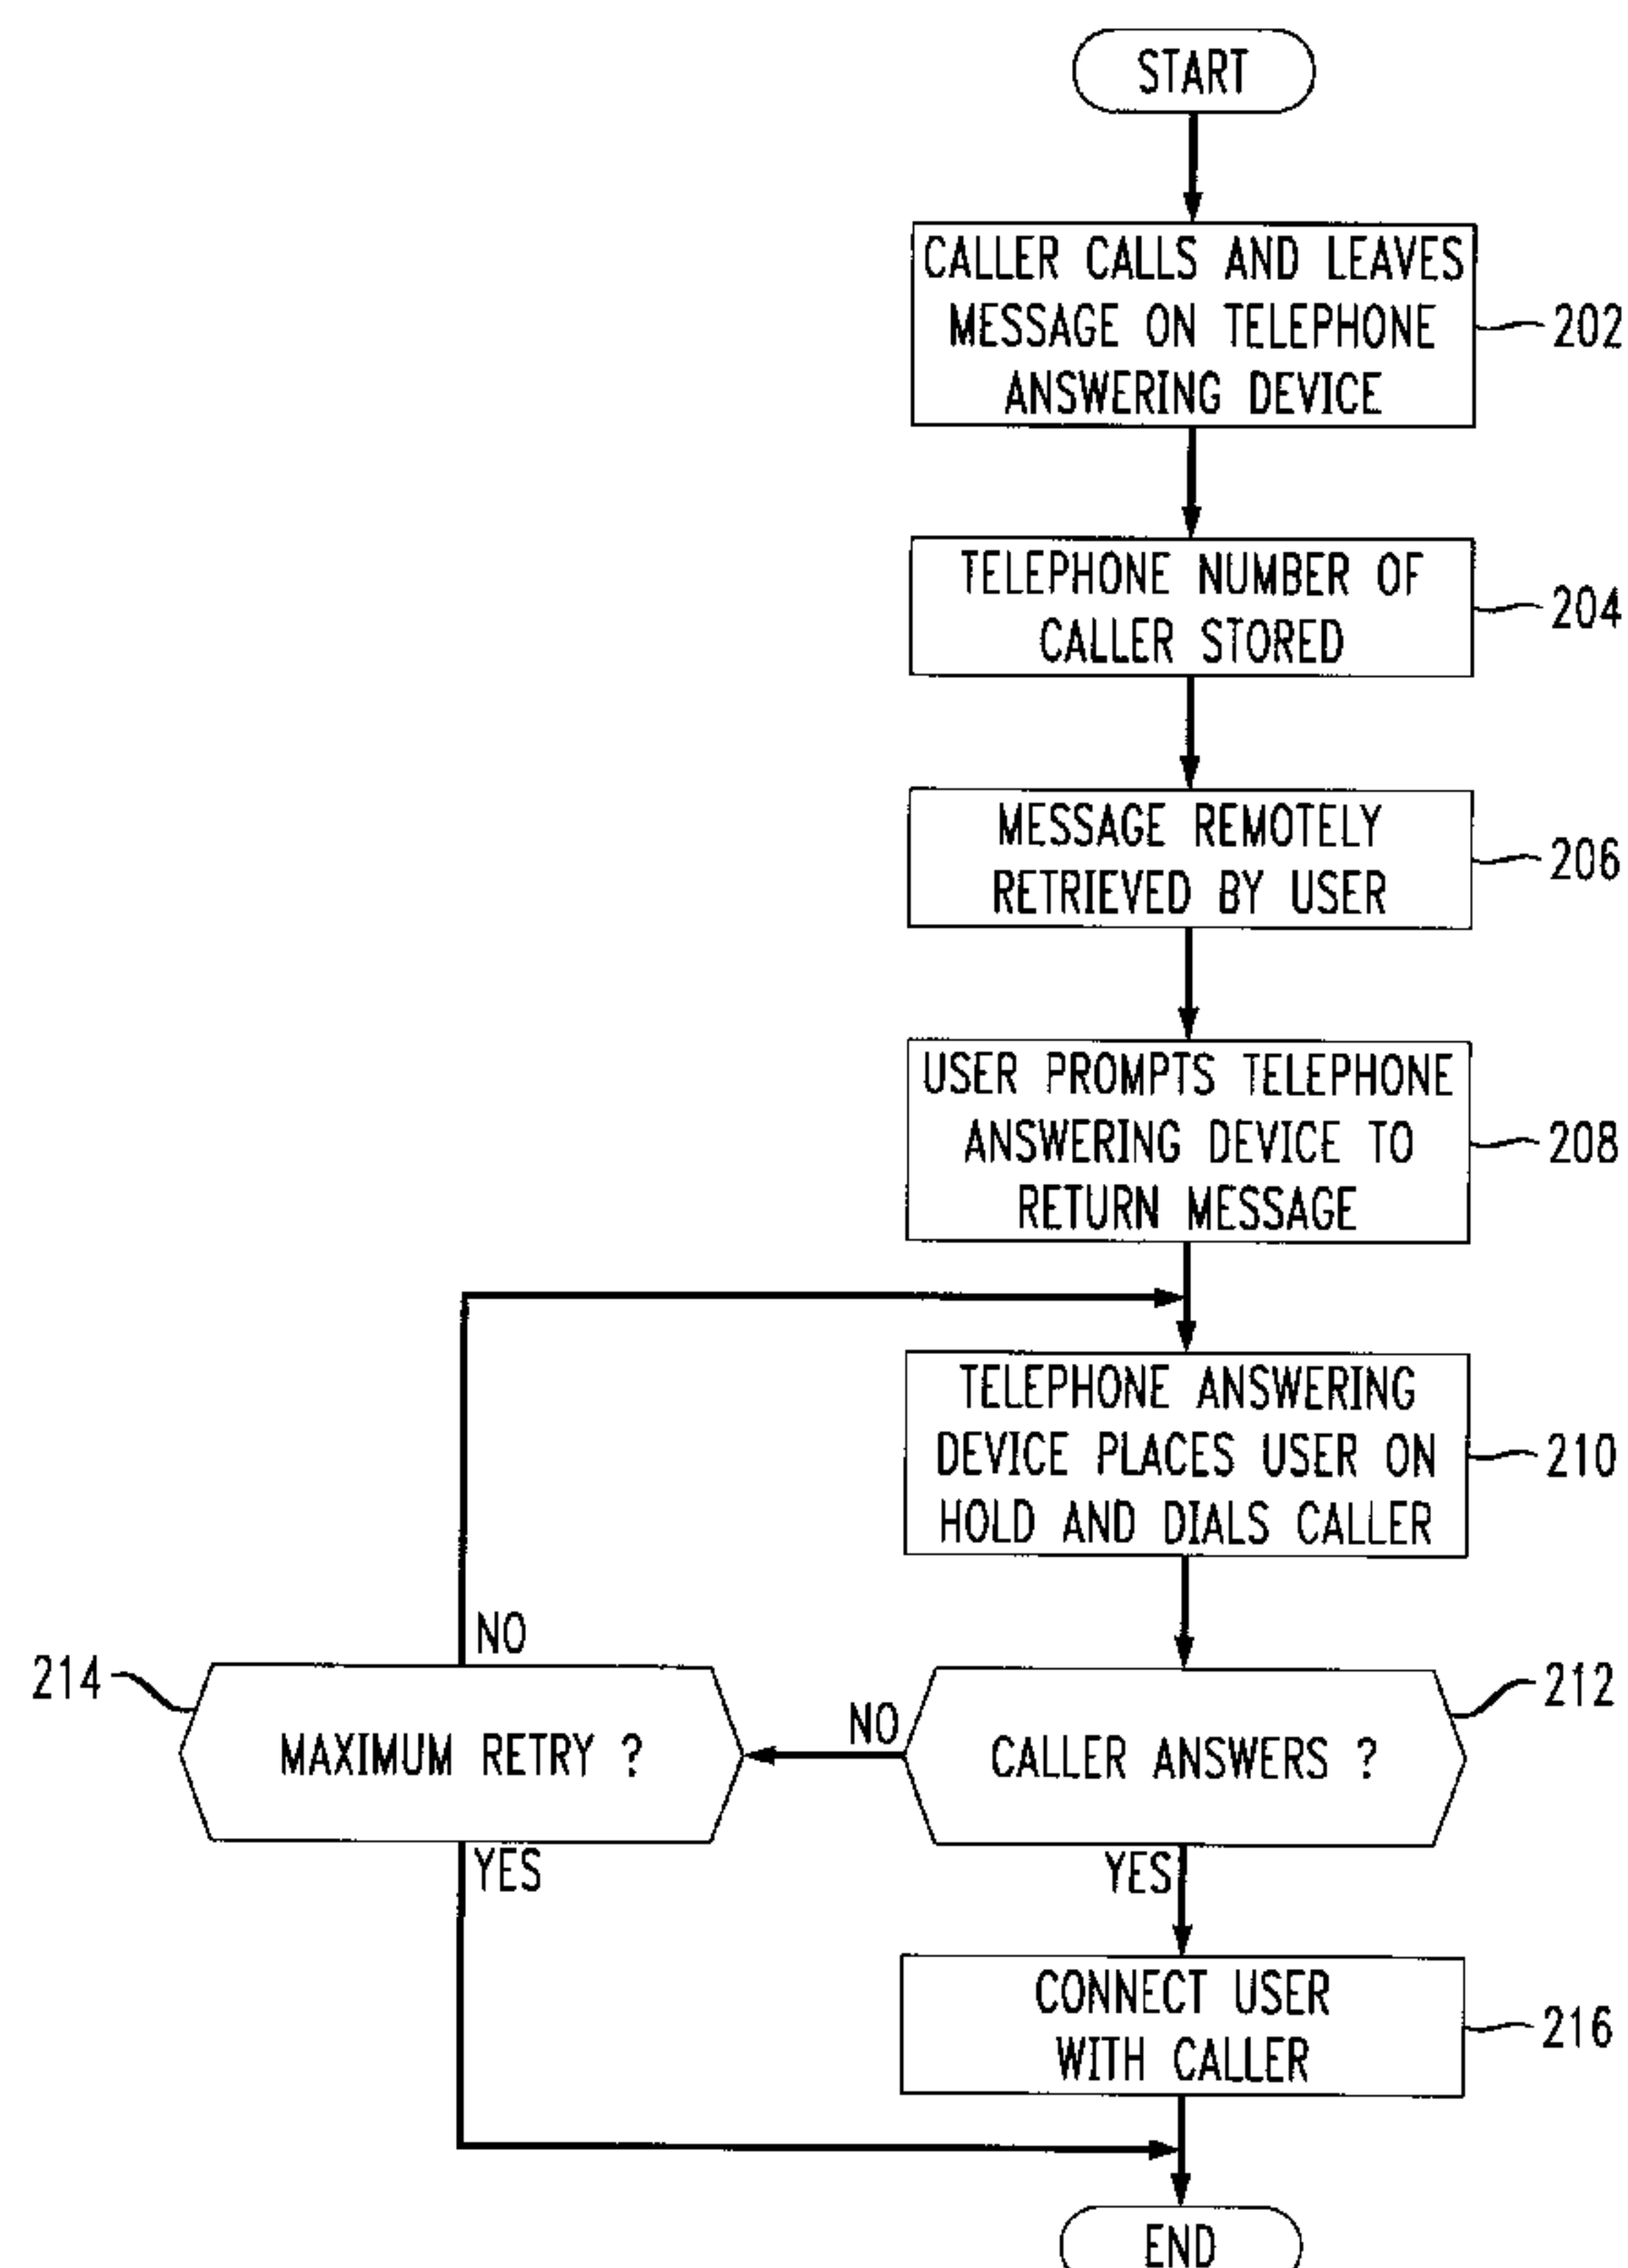 START
CALLER CALLS AND LEAVES
MESSAGE ON TELEPHONE
ANSWERING DEVICE
202
TELEPHONE NUMBER OF
CALLER STORED
204
MESSAGE REMOTELY
RETRIEVED BY USER
206
USER PROMPTS TELEPHONE
ANSWERING DEVICE TO
RETURN MESSAGE
208
TELEPHONE ANSWERING
DEVICE PLACES USER ON
HOLD AND DIALS CALLER
210
NO
214
MAXIMUM RETRY ?
NO
CALLER ANSWERS ?
212
YES
YES
CONNECT USER
WITH CALLER
216
END